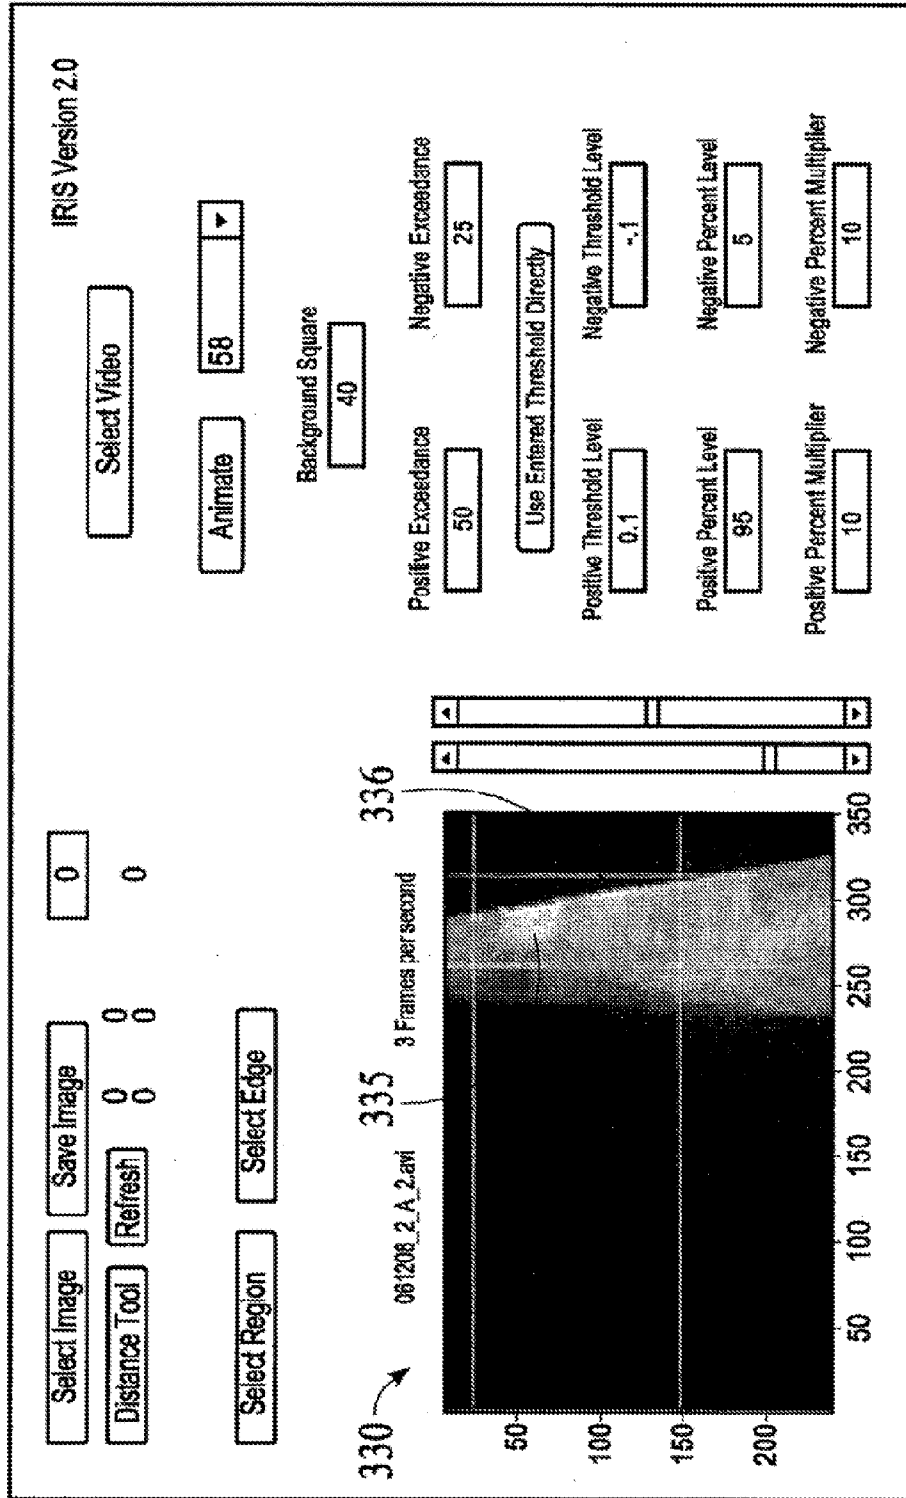 IRIS Version 2.0
Select Image
Save Image
0
Select Video
Distance Tool
Refresh
0 0
0 0
0
Animate
58
Select Region
Select Edge
Background Square
40
330
335
336
061208_2_A_2.avi
3 Frames per second
Positive Exceedance
Negative Exceedance
50
25
Use Entered Threshold Directly
Positive Threshold Level
Negative Threshold Level
0.1
-.1
Positive Percent Level
Negative Percent Level
95
5
Positive Percent Multiplier
Negative Percent Multiplier
10
10
50
100
150
200
50 100 150 200 250 300 350